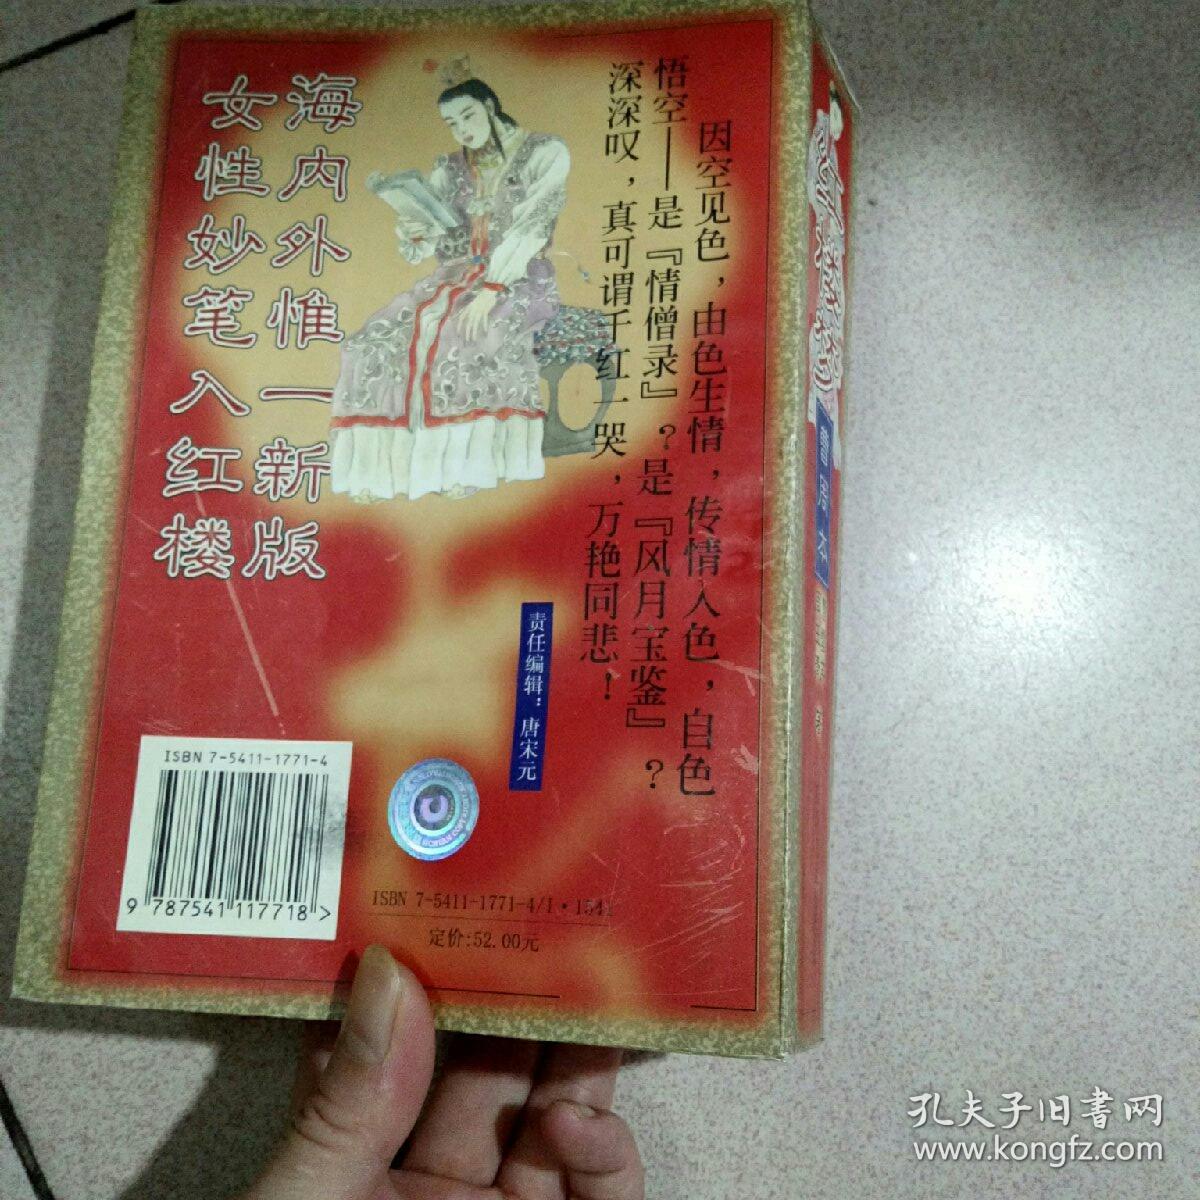 海内外惟一新版
女性妙笔入红楼
因空见色，由色生情，传情入色，自色
悟空——是『情僧录』？是『风月宝鉴』？
深深叹，真可谓千红一哭，万艳同悲！
责任编辑：唐宋元
ISBN 7-5411-1771-4
9 787541 117718 >
ISBN 7-5411-1771-4/I·154
定价:52.00元
孔夫子旧书网
www.kongfz.com